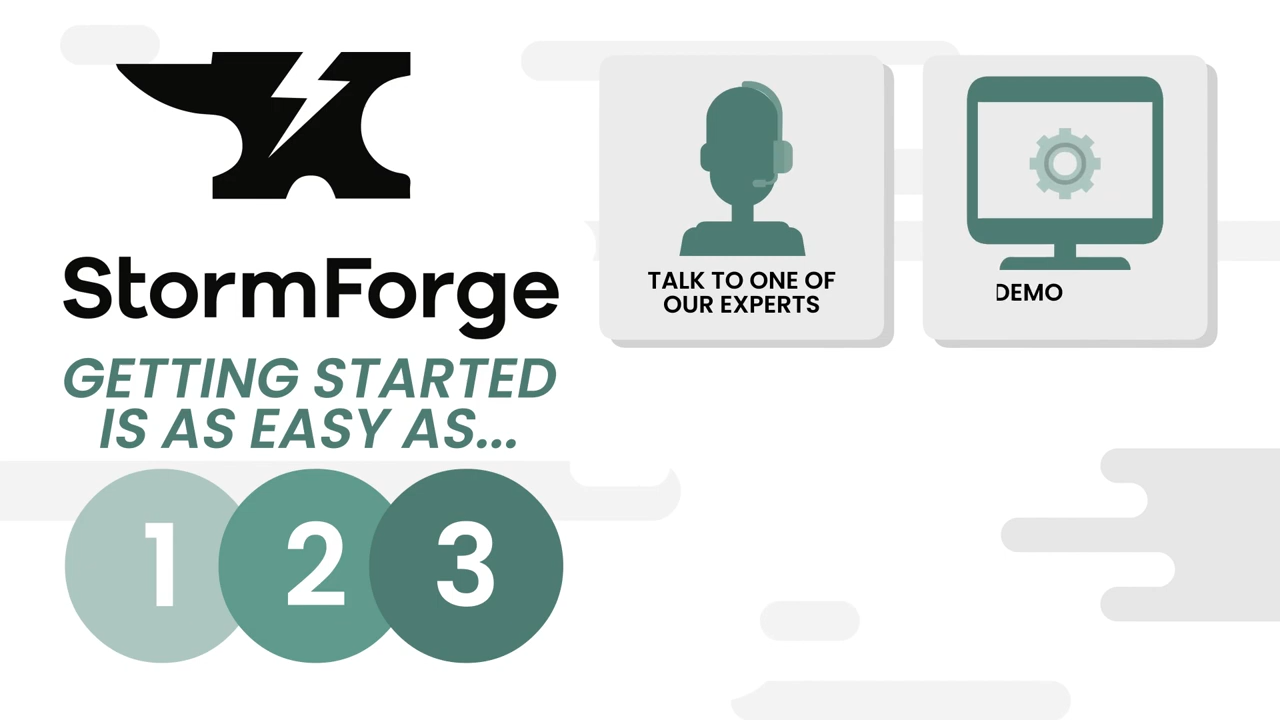 StormForge
GETTING STARTED
IS AS EASY AS...
1 2 3
TALK TO ONE OF
OUR EXPERTS
DEMO